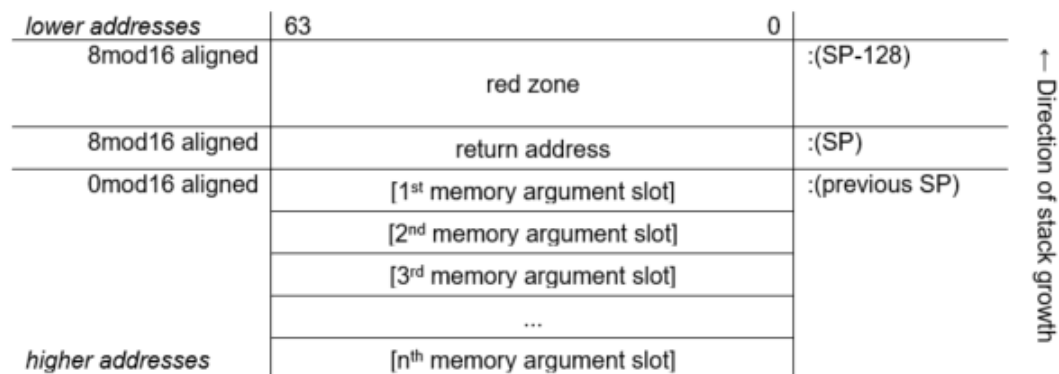 lower addresses 63 0
8mod16 aligned :(SP-128)
red zone
8mod16 aligned return address :(SP)
0mod16 aligned [1st memory argument slot] :(previous SP)
[2nd memory argument slot]
[3rd memory argument slot]
...
higher addresses [nth memory argument slot]
← Direction of stack growth